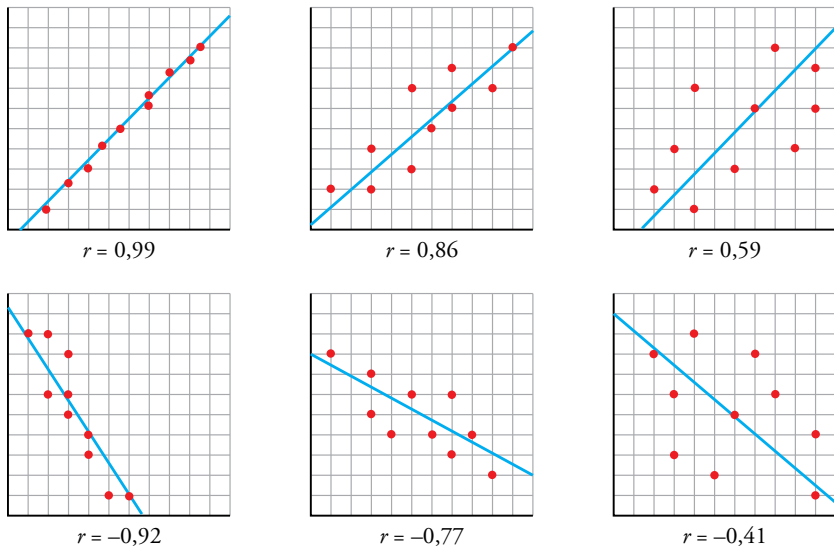 r = 0,99
r = 0,86
r = 0,59
r = –0,92
r = –0,77
r = –0,41